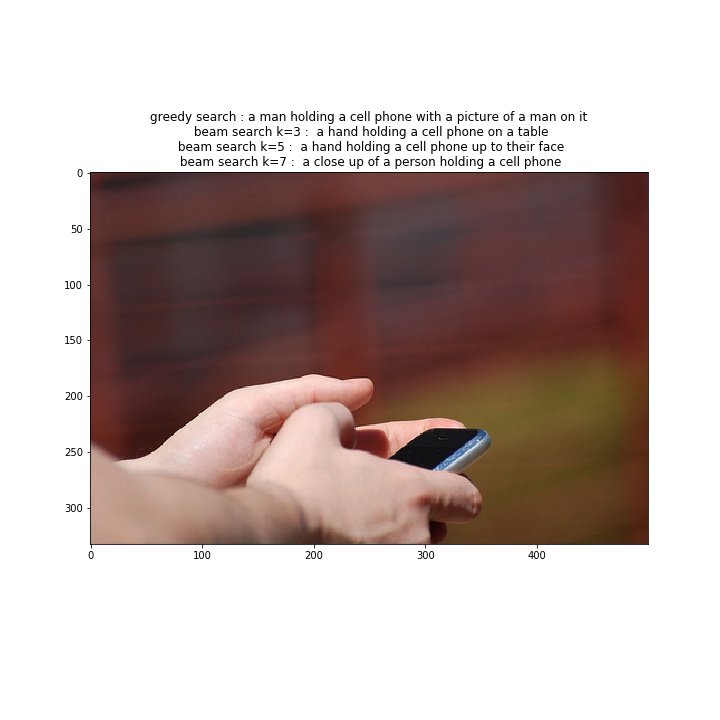 greedy search : a man holding a cell phone with a picture of a man on it
beam search k=3 :  a hand holding a cell phone on a table
beam search k=5 :  a hand holding a cell phone up to their face
beam search k=7 :  a close up of a person holding a cell phone
0
50
100
150
200
250
300
0 100 200 300 400